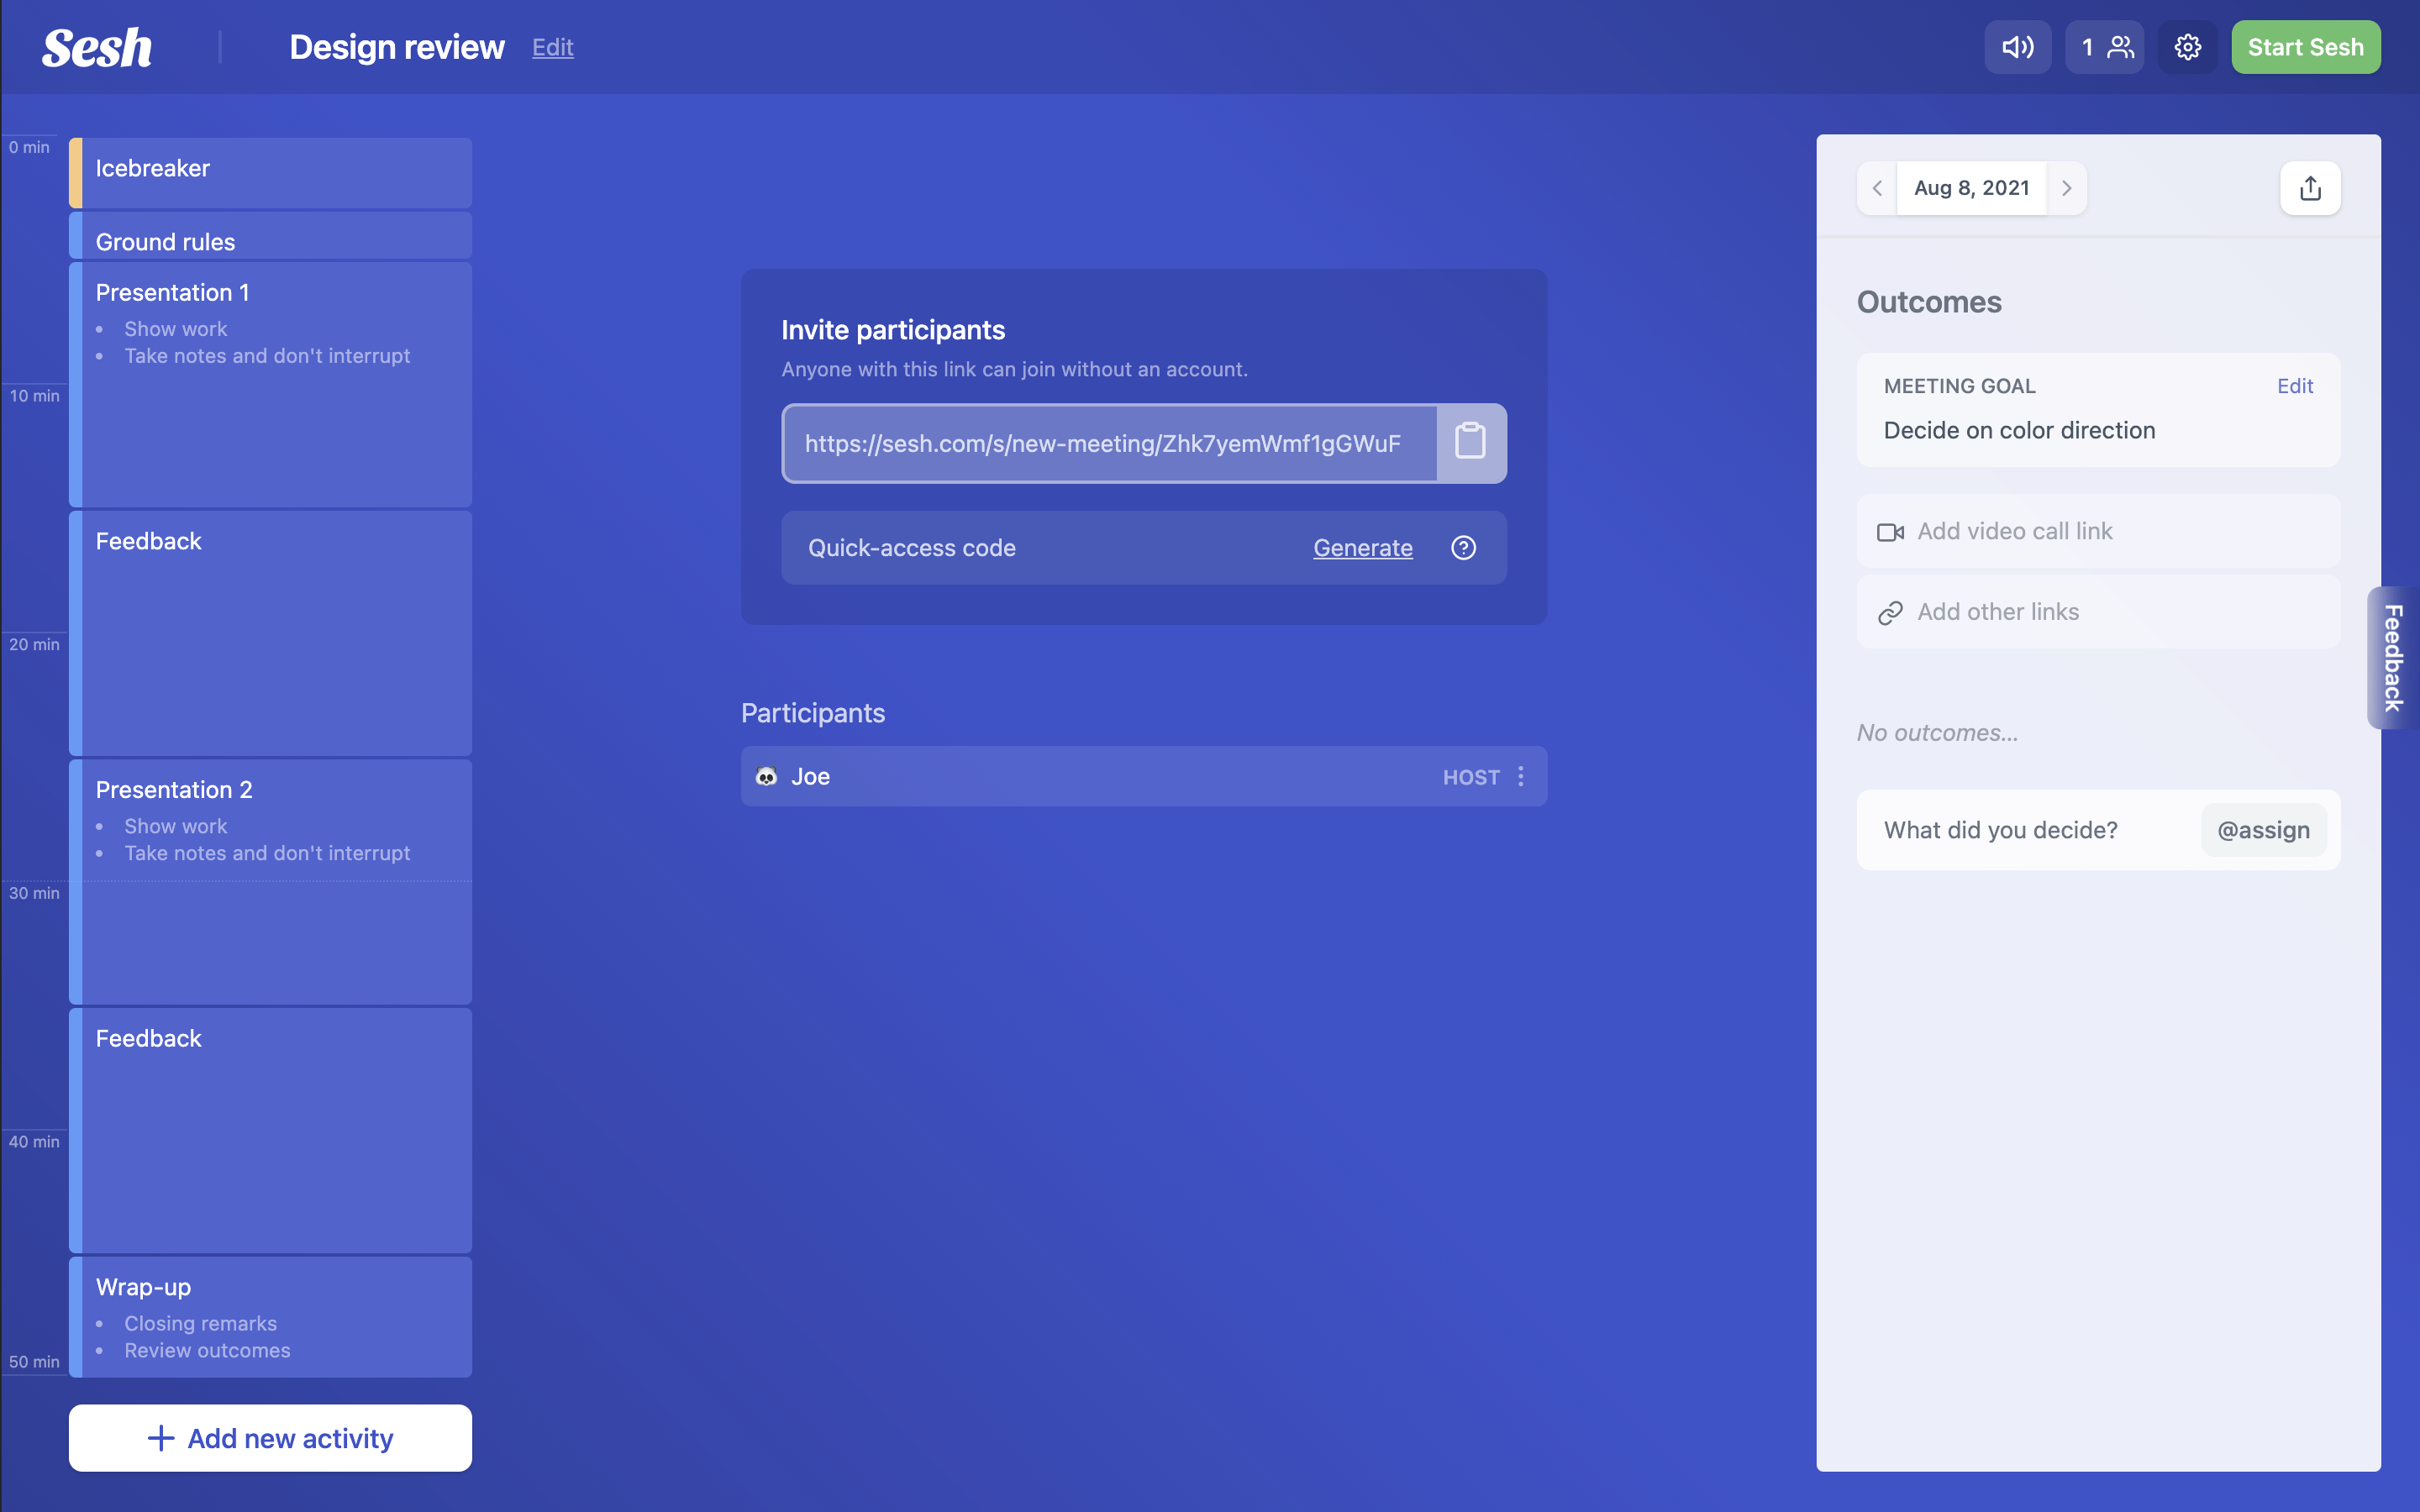 Sesh
Design review Edit
1
Start Sesh
0 min
Icebreaker
Ground rules
Presentation 1
• Show work
• Take notes and don't interrupt
10 min
Feedback
20 min
Presentation 2
• Show work
• Take notes and don't interrupt
30 min
Feedback
40 min
Wrap-up
• Closing remarks
• Review outcomes
50 min
Add new activity
Invite participants
Anyone with this link can join without an account.
https://sesh.com/s/new-meeting/Zhk7yemWmf1gGWuF
Quick-access code Generate
Participants
Joe HOST
Aug 8, 2021
Outcomes
MEETING GOAL Edit
Decide on color direction
Add video call link
Add other links
No outcomes...
What did you decide? @assign
Feedback